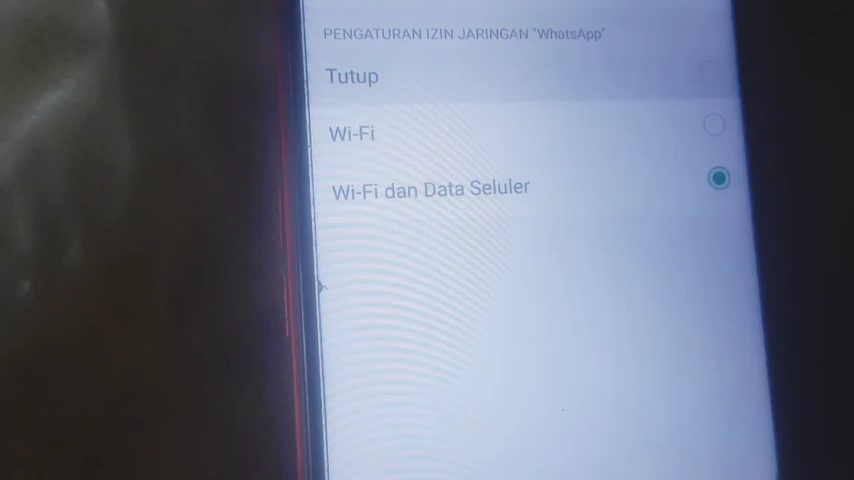 PENGATURAN IZIN JARINGAN "WhatsApp"
Tutup
Wi-Fi
Wi-Fi dan Data Seluler